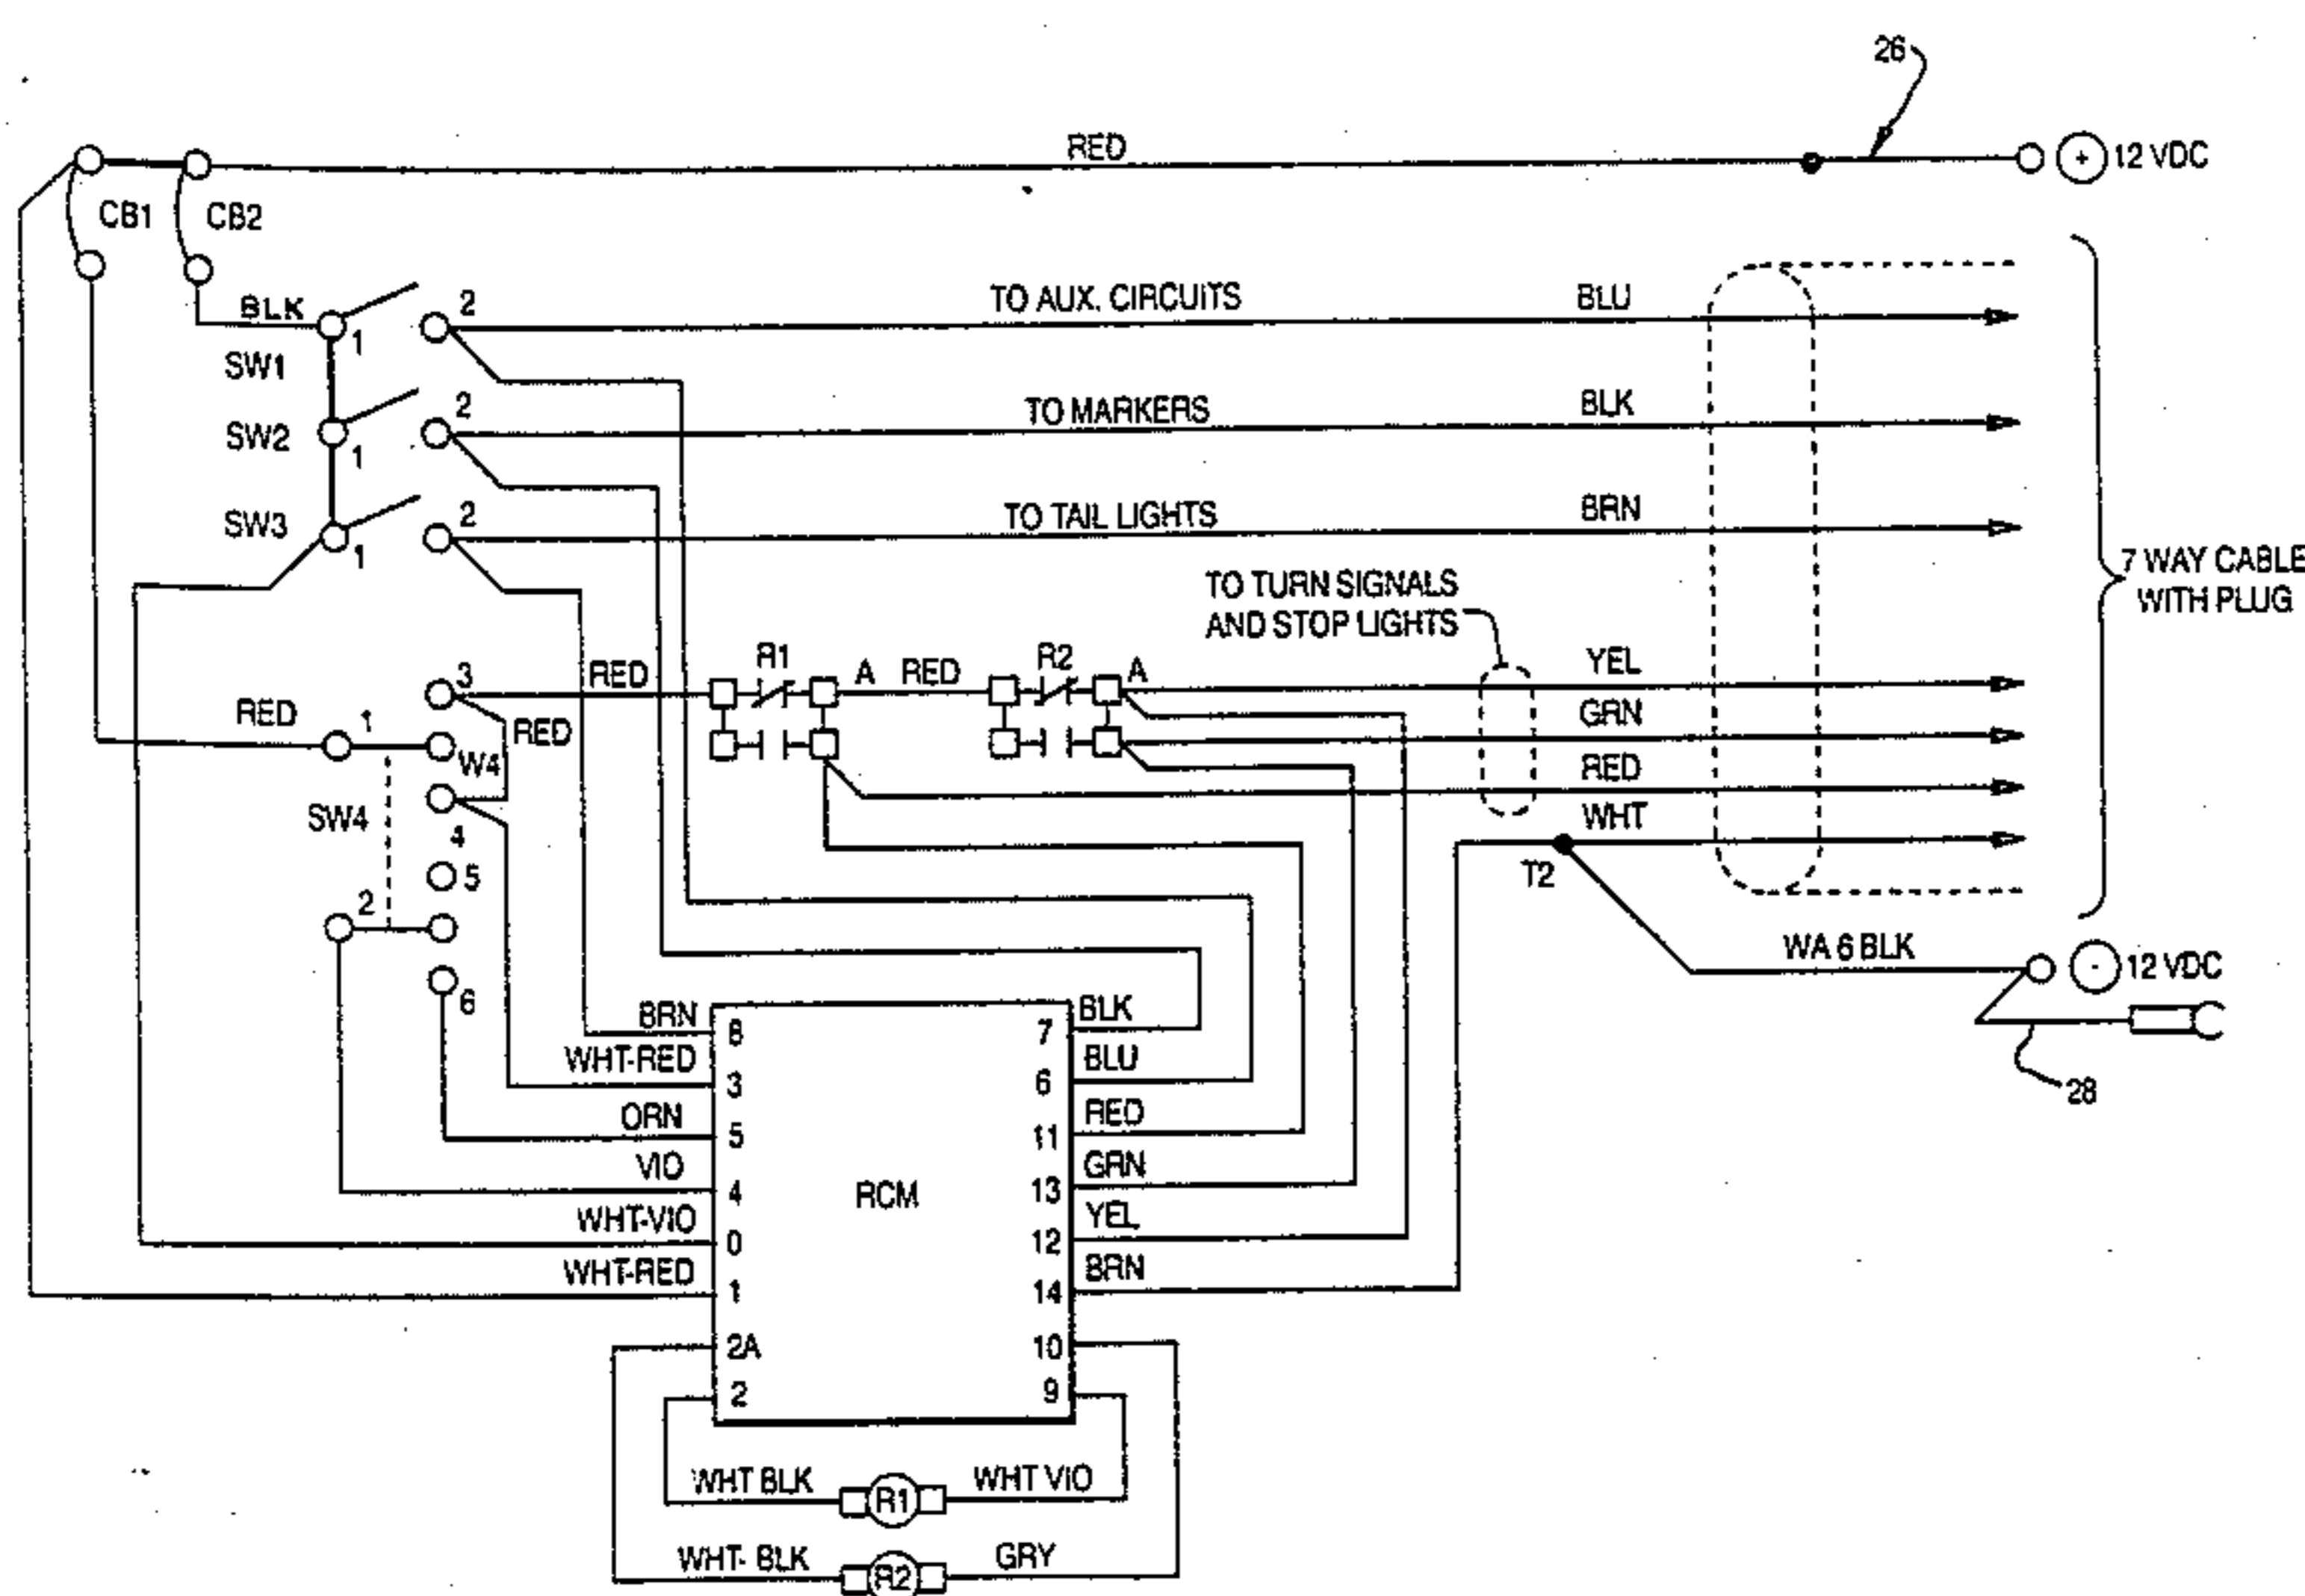 26
RED
+
12 VDC
CB1
CB2
BLK
1
2
TO AUX. CIRCUITS
BLU
SW1
2
TO MARKERS
BLK
SW2
1
SW3
2
TO TAIL LIGHTS
BRN
1
7 WAY CABLE
WITH PLUG
TO TURN SIGNALS
AND STOP LIGHTS
3
RED
R1
A
RED
R2
A
YEL
RED
1
RED
GRN
W4
RED
SW4
4
WHT
T2
5
2
WA 6 BLK
-
12 VDC
6
28
BRN
8
7
BLK
WHT-RED
3
6
BLU
ORN
5
11
RED
VIO
4
RCM
13
GRN
WHT-VIO
0
12
YEL
WHT-RED
1
14
BRN
2A
10
2
9
WHT BLK
R1
WHT VIO
WHT- BLK
R2
GRY